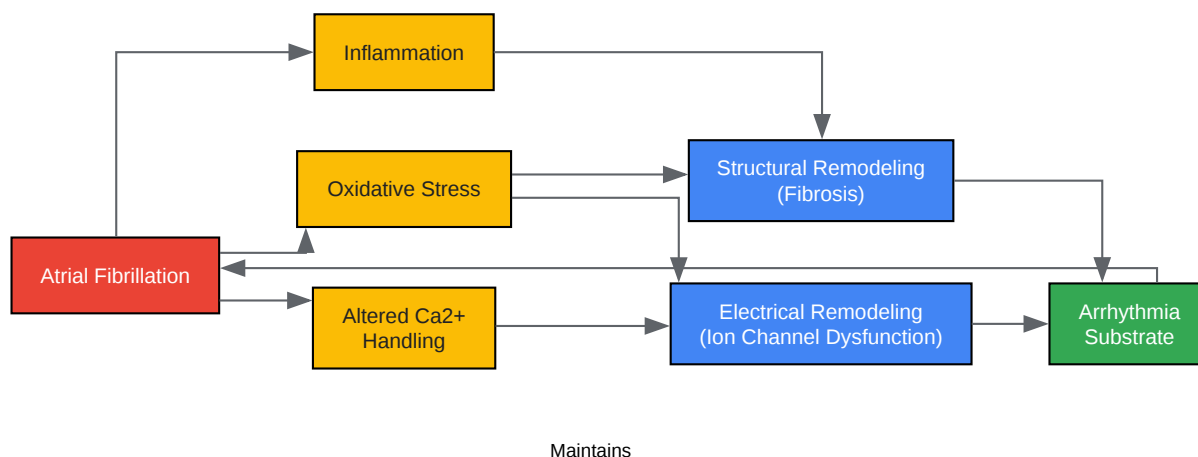 Inflammation
Oxidative Stress
Structural Remodeling
(Fibrosis)
Atrial Fibrillation
Altered Ca2+
Handling
Electrical Remodeling
(Ion Channel Dysfunction)
Arrhythmia
Substrate
Maintains